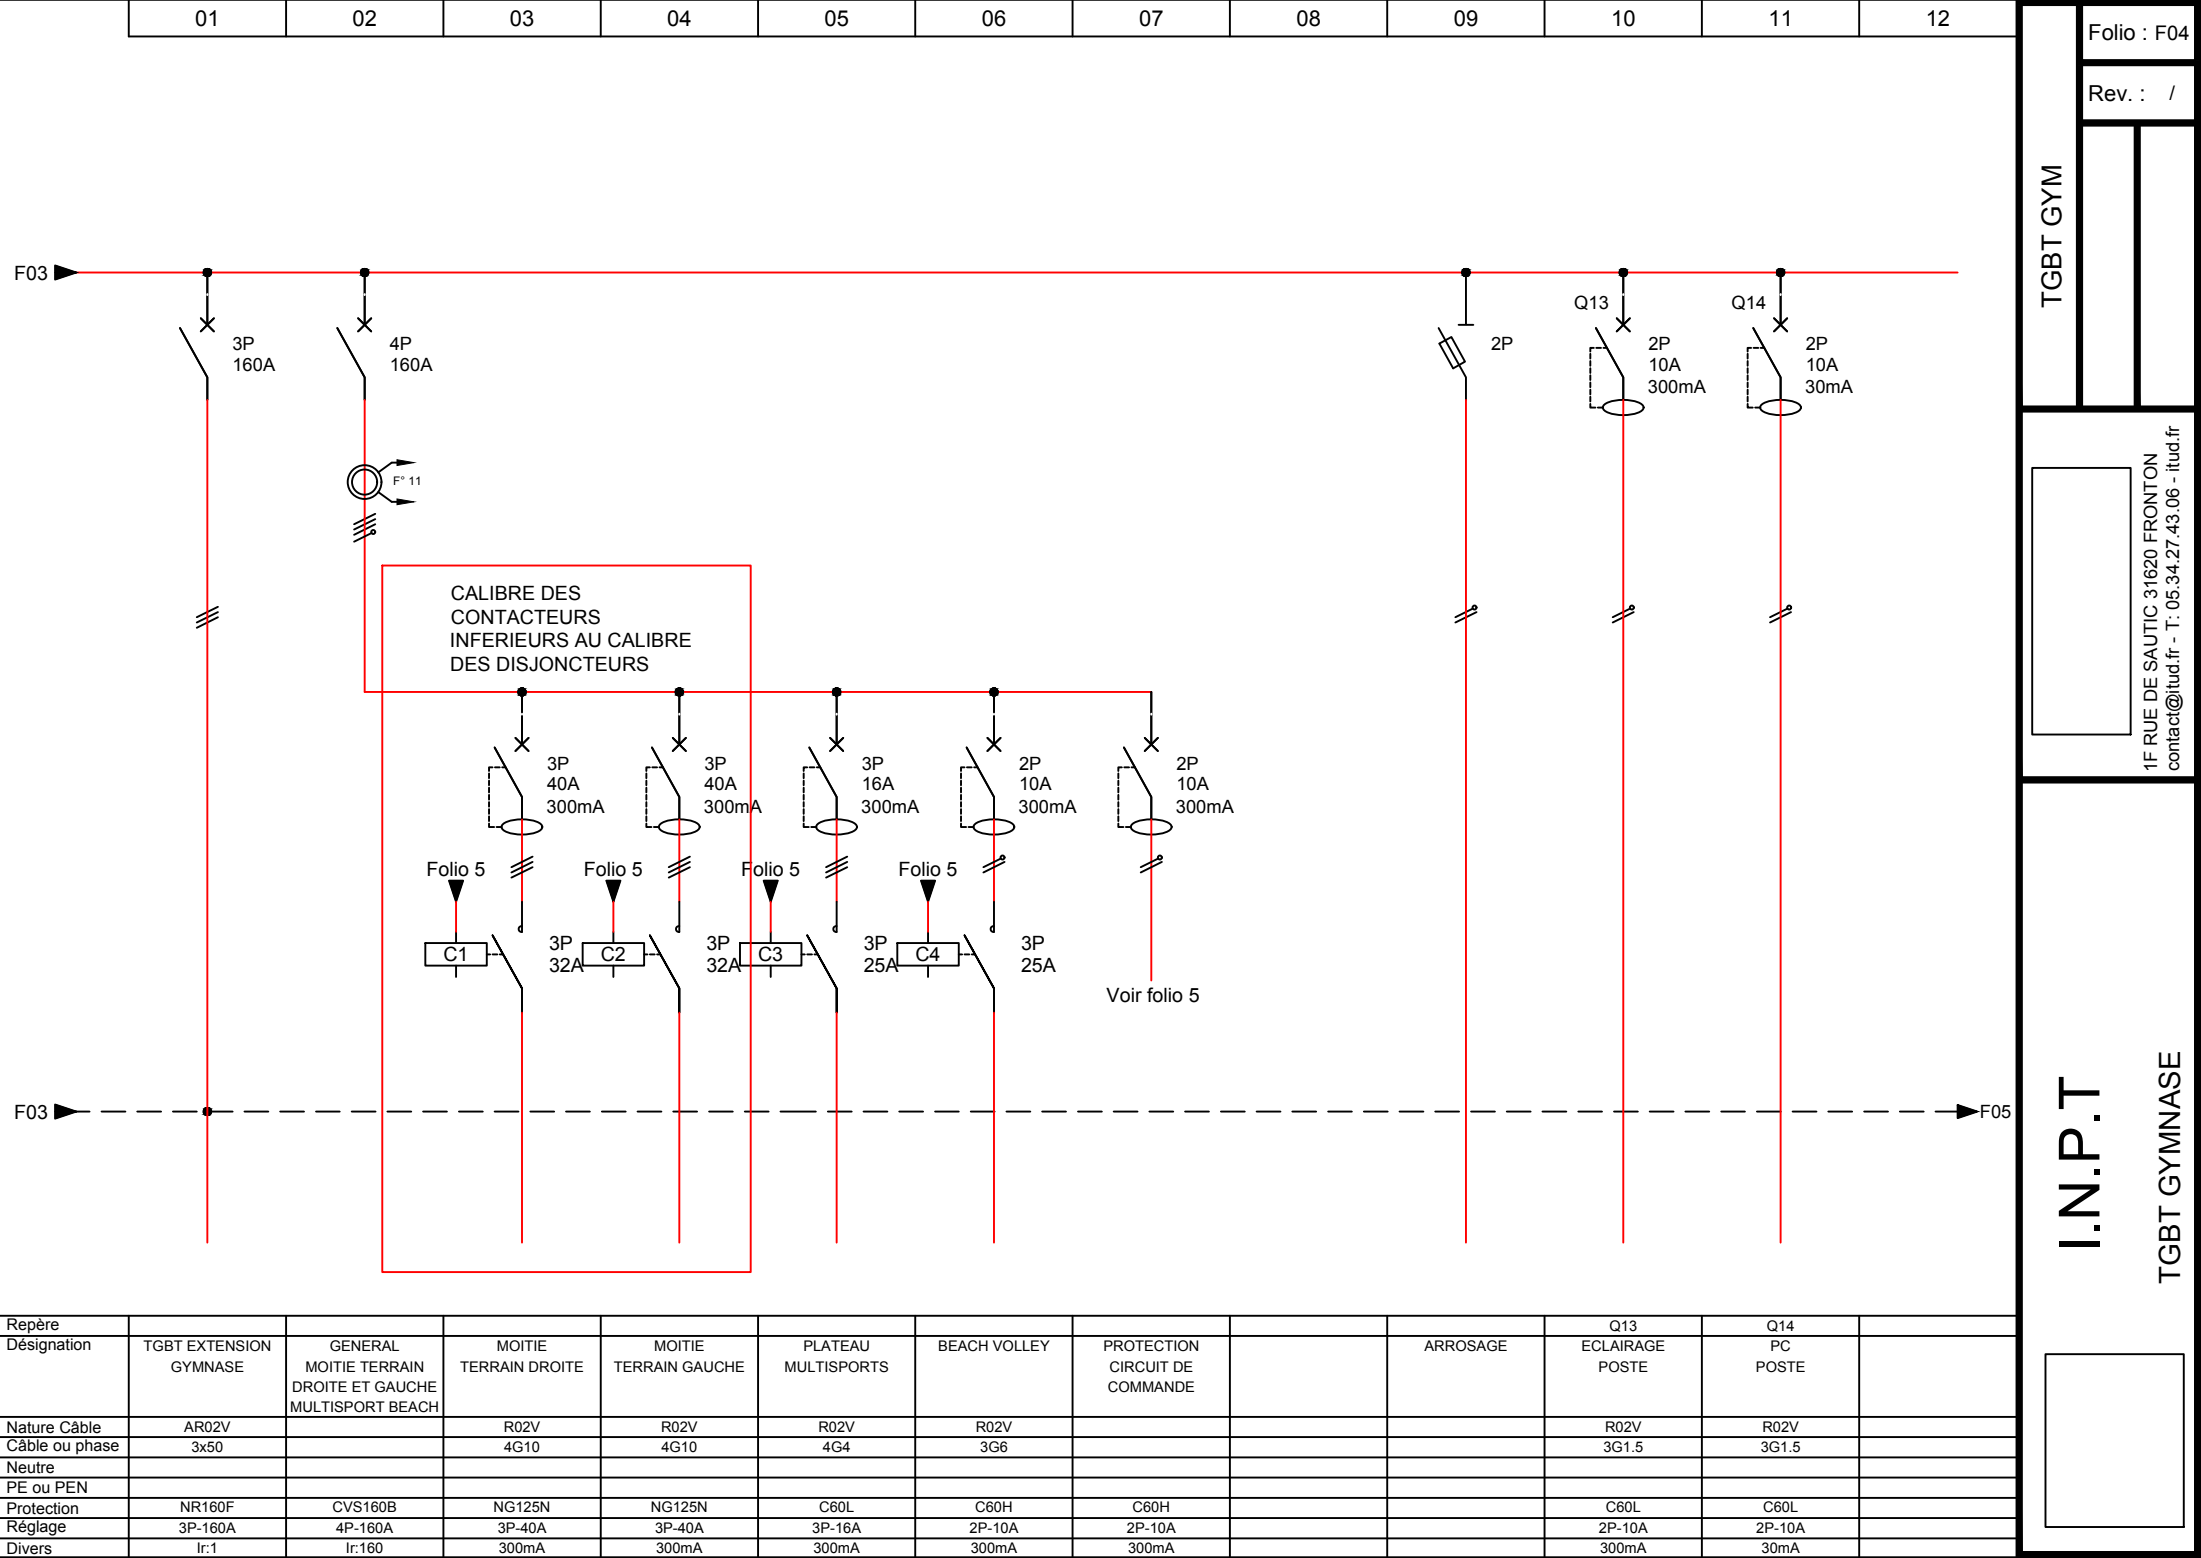 01 02 03 04 05 06 07 08 09 10 11 12
Folio : F04
Rev. : /
TGBT GYM
1F RUE DE SAUTIC 31620 FRONTON
contact@itud.fr - T: 05.34.27.43.06 - itud.fr
I.N.P.T
TGBT GYMNASE
F03
3P
160A
4P
160A
2P
Q13
2P
10A
300mA
Q14
2P
10A
30mA
F° 11
CALIBRE DES
CONTACTEURS
INFERIEURS AU CALIBRE
DES DISJONCTEURS
3P
40A
300mA
3P
40A
300mA
3P
16A
300mA
2P
10A
300mA
2P
10A
300mA
Folio 5
Folio 5
Folio 5
Folio 5
C1
3P
32A
C2
3P
32A
C3
3P
25A
C4
3P
25A
Voir folio 5
F03
F05
Repère Q13 Q14
Désignation
TGBT EXTENSION
GYMNASE
GENERAL
MOITIE TERRAIN
DROITE ET GAUCHE
MULTISPORT BEACH
MOITIE
TERRAIN DROITE
MOITIE
TERRAIN GAUCHE
PLATEAU
MULTISPORTS
BEACH VOLLEY
PROTECTION
CIRCUIT DE
COMMANDE
ARROSAGE
ECLAIRAGE
POSTE
PC
POSTE
Nature Câble AR02V R02V R02V R02V R02V R02V R02V
Câble ou phase 3x50 4G10 4G10 4G4 3G6 3G1.5 3G1.5
Neutre
PE ou PEN
Protection NR160F CVS160B NG125N NG125N C60L C60H C60H C60L C60L
Réglage 3P-160A 4P-160A 3P-40A 3P-40A 3P-16A 2P-10A 2P-10A 2P-10A 2P-10A
Divers Ir:1 Ir:160 300mA 300mA 300mA 300mA 300mA 300mA 30mA